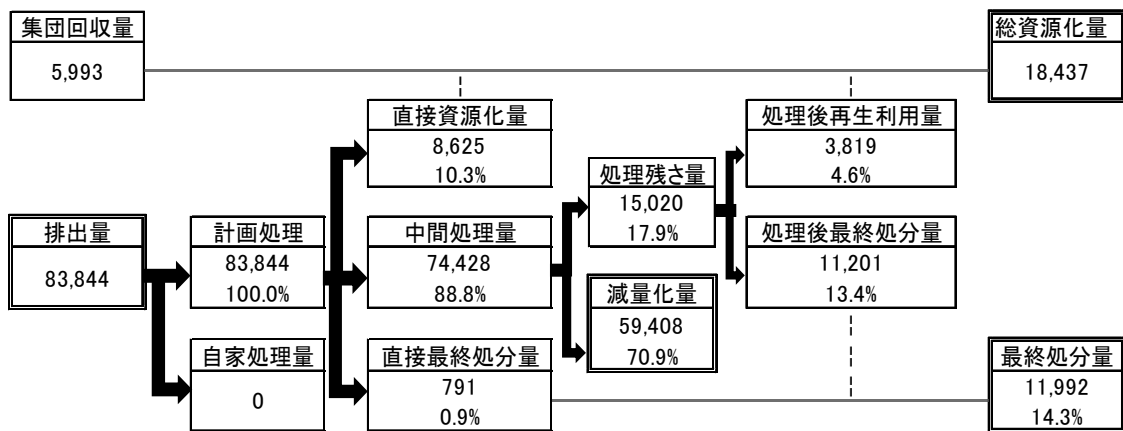 集団回収量
5,993
総資源化量
18,437
直接資源化量
8,625
10.3%
処理後再生利用量
3,819
4.6%
処理残さ量
15,020
17.9%
排出量
83,844
計画処理
83,844
100.0%
中間処理量
74,428
88.8%
処理後最終処分量
11,201
13.4%
減量化量
59,408
70.9%
自家処理量
0
直接最終処分量
791
0.9%
最終処分量
11,992
14.3%